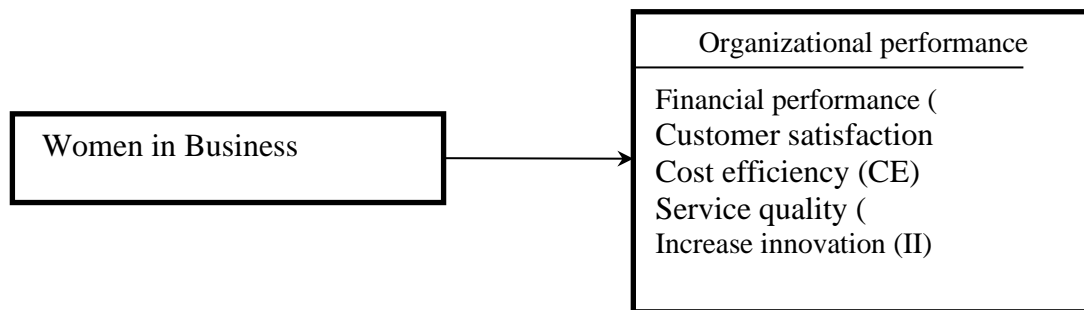 Organizational performance
Women in Business
Financial performance (
Customer satisfaction
Cost efficiency (CE)
Service quality (
Increase innovation (II)